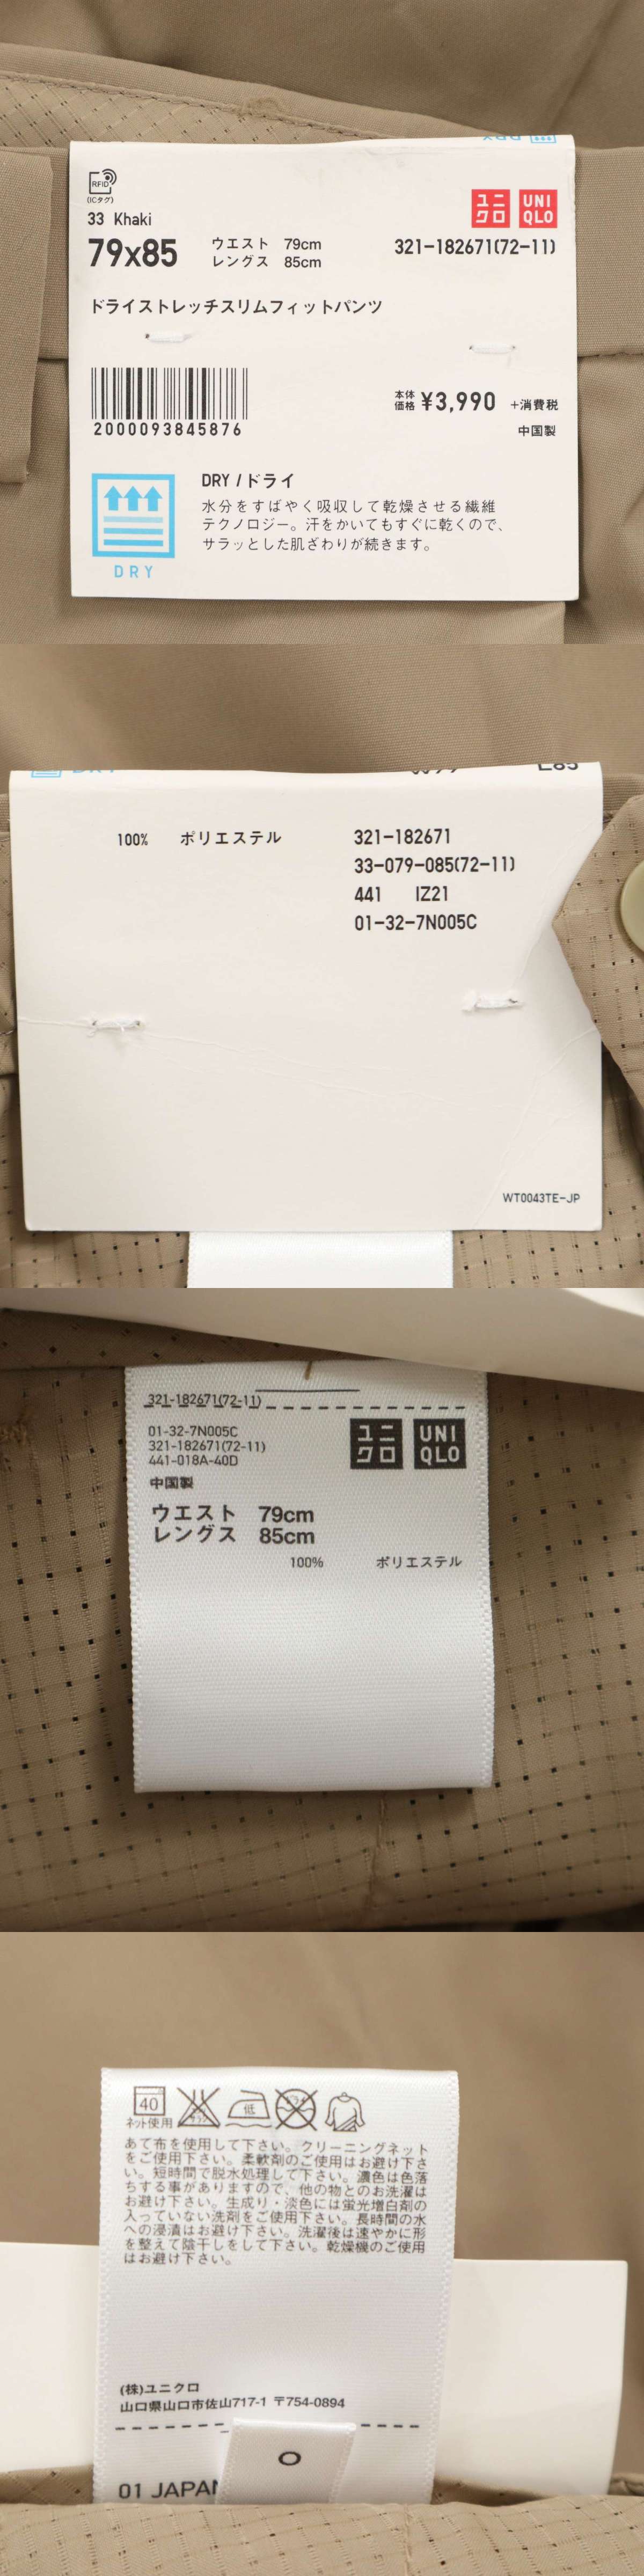 RFID
(ICタグ)
33 Khaki
79x85
ウエスト 79cm
レングス 85cm
ユニクロ
UNIQLO
321-182671(72-11)
ドライストレッチスリムフィットパンツ
2000093845876
本体価格 ¥3,990 +消費税
中国製
DRY
DRY / ドライ
水分をすばやく吸収して乾燥させる繊維
テクノロジー。汗をかいてもすぐに乾くので、
サラッとした肌ざわりが続きます。
DRY
L85
100% ポリエステル
321-182671
33-079-085(72-11)
441 IZ21
01-32-7N005C
WT0043TE-JP
321-182671(72-11)
01-32-7N005C
321-182671(72-11)
441-018A-40D
中国製
ユニクロ
UNIQLO
ウエスト 79cm
レングス 85cm
100% ポリエステル
40
ネット使用
低
あて布を使用して下さい。クリーニングネット
をご使用下さい。柔軟剤のご使用はお避け下さ
い。短時間で脱水処理して下さい。濃色は色落
ちする事がありますので、他の物とのお洗濯は
お避け下さい。生成り・淡色には蛍光増白剤の
入っていない洗剤をご使用下さい。長時間の水
への浸漬はお避け下さい。洗濯後は速やかに形
を整えて陰干しをして下さい。乾燥機のご使用
はお避け下さい。
(株)ユニクロ
山口県山口市佐山717-1 〒754-0894
O
01 JAPAN